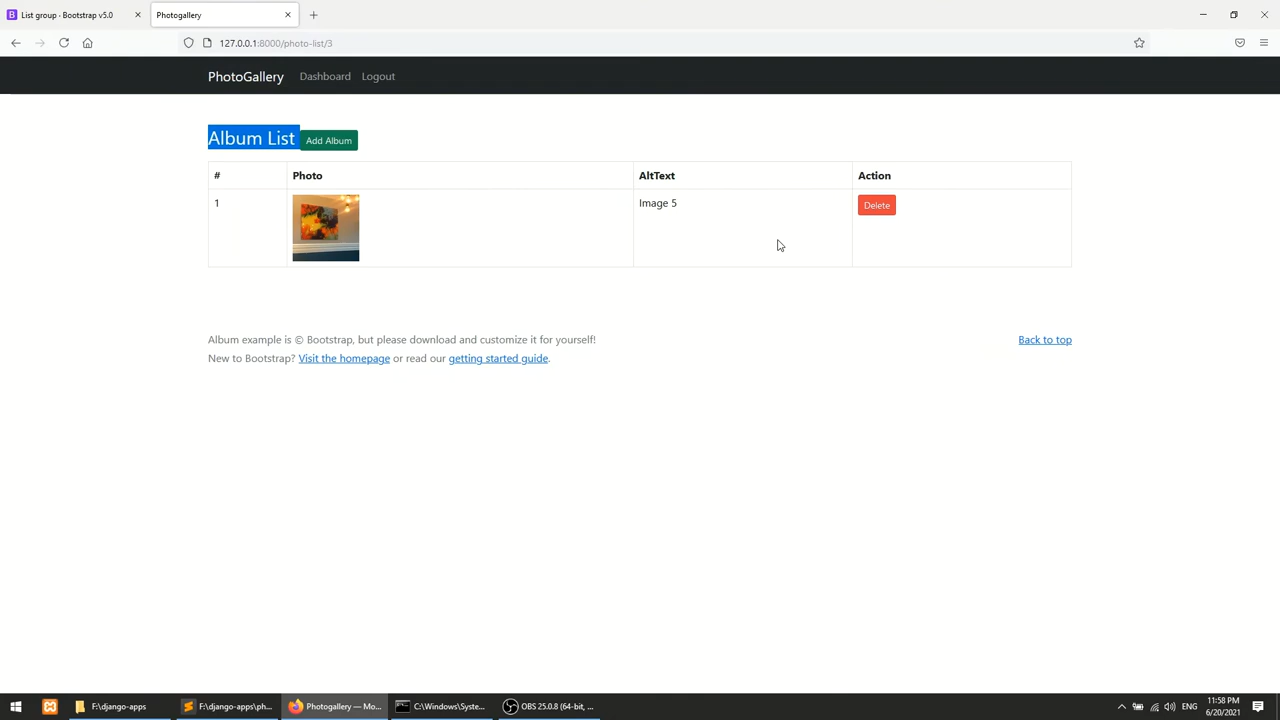 List group · Bootstrap v5.0
Photogallery
127.0.0.1:8000/photo-list/3
PhotoGallery Dashboard Logout
Album List Add Album
# Photo AltText Action
1 Image 5 Delete
Album example is © Bootstrap, but please download and customize it for yourself! Back to top
New to Bootstrap? Visit the homepage or read our getting started guide.
F:\django-apps F:\django-apps\ph... Photogallery — Mo... C:\Windows\Syste... OBS 25.0.8 (64-bit, ... ENG 11:58 PM
6/20/2021